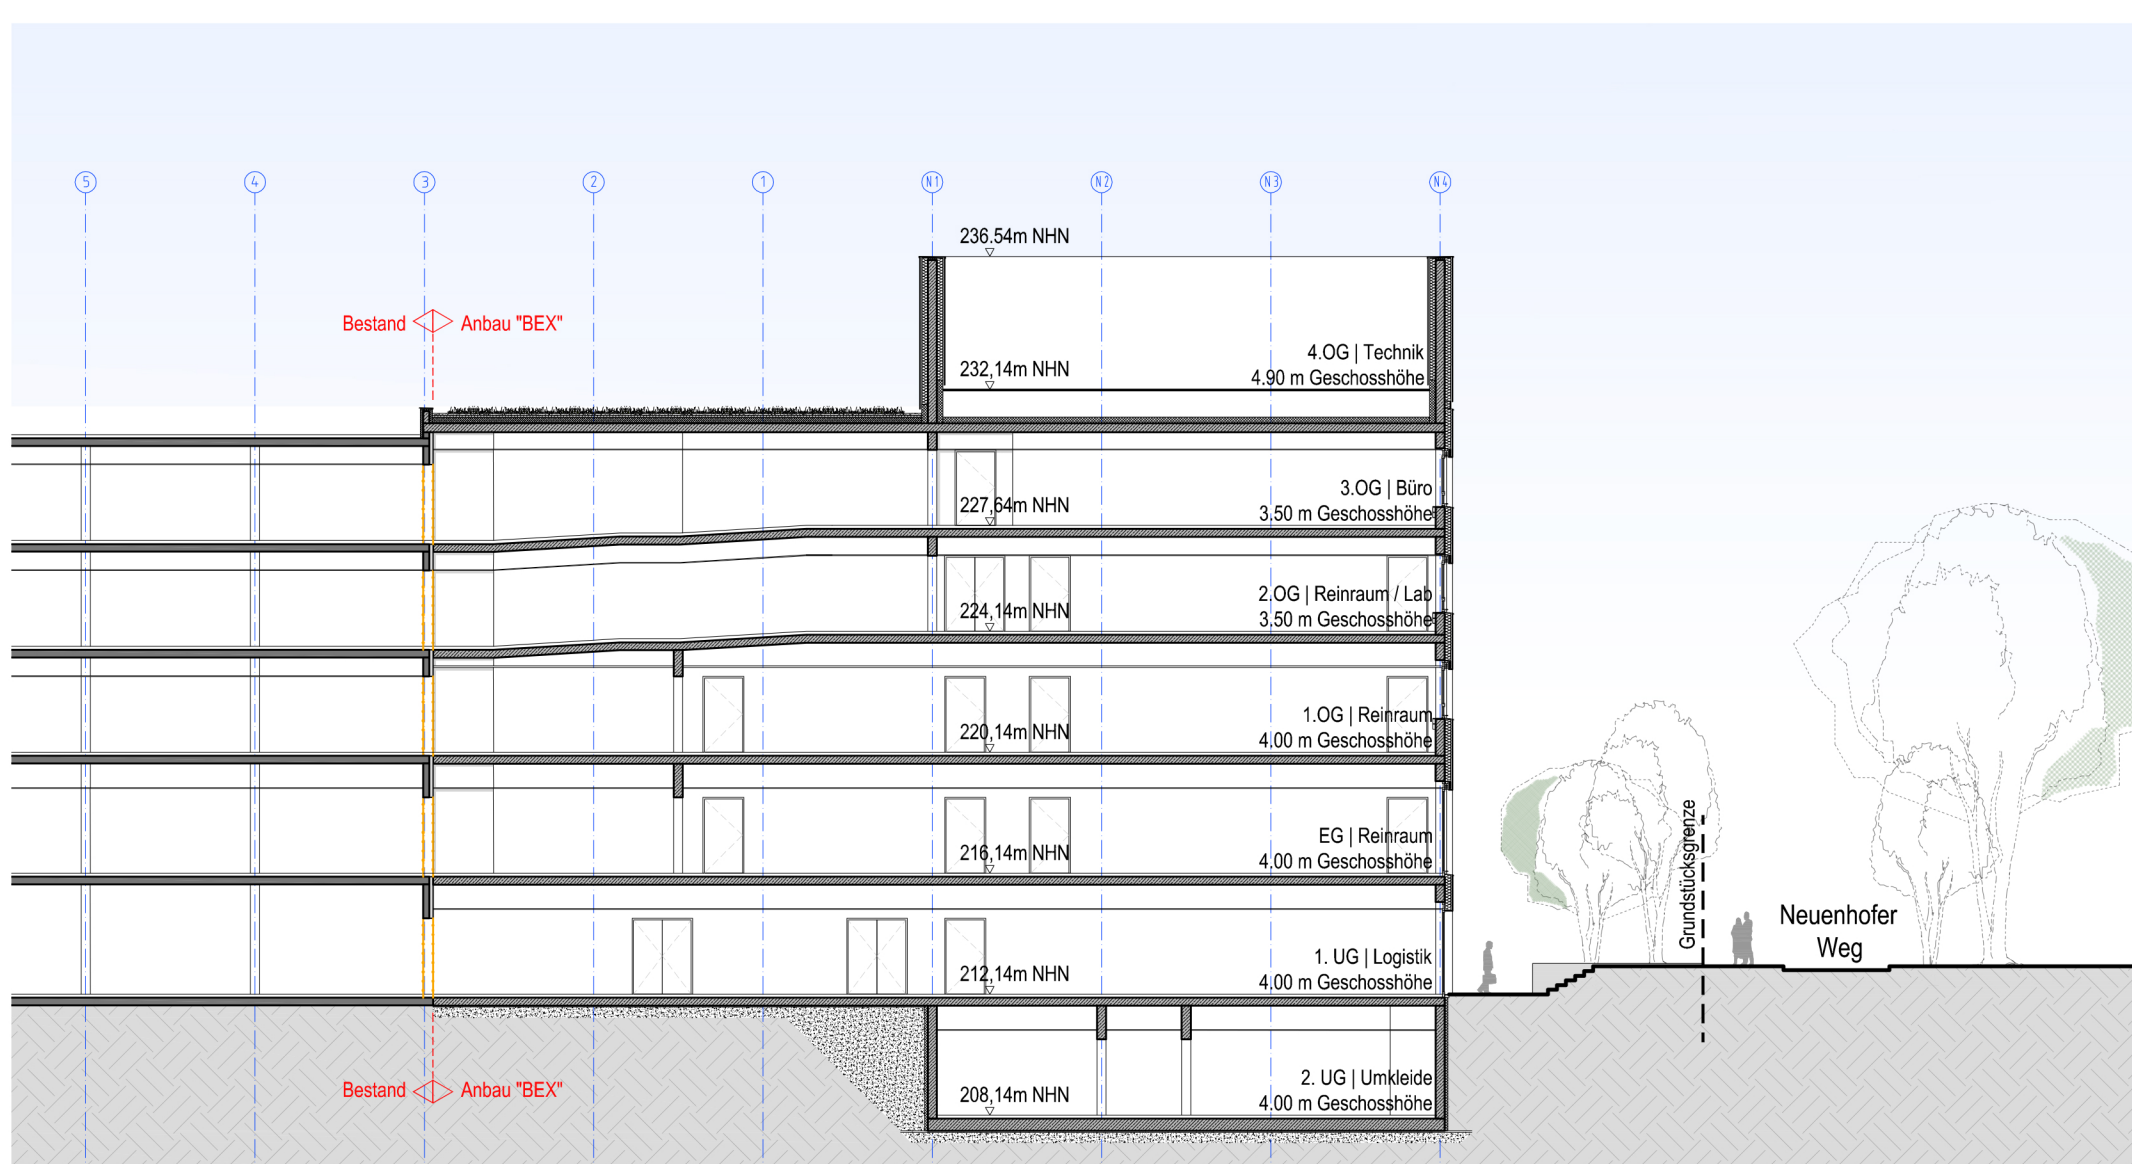 5
4
3
2
1
N1
N2
N3
N4
236.54m NHN
Bestand
Anbau "BEX"
4.OG | Technik
232,14m NHN
4.90 m Geschosshöhe
3.OG | Büro
227,64m NHN
3.50 m Geschosshöhe
2.OG | Reinraum / Lab
224,14m NHN
3.50 m Geschosshöhe
1.OG | Reinraum
220,14m NHN
4.00 m Geschosshöhe
EG | Reinraum
216,14m NHN
4.00 m Geschosshöhe
Grundstücksgrenze
Neuenhofer
Weg
1. UG | Logistik
212,14m NHN
4.00 m Geschosshöhe
2. UG | Umkleide
208,14m NHN
4.00 m Geschosshöhe
Bestand
Anbau "BEX"